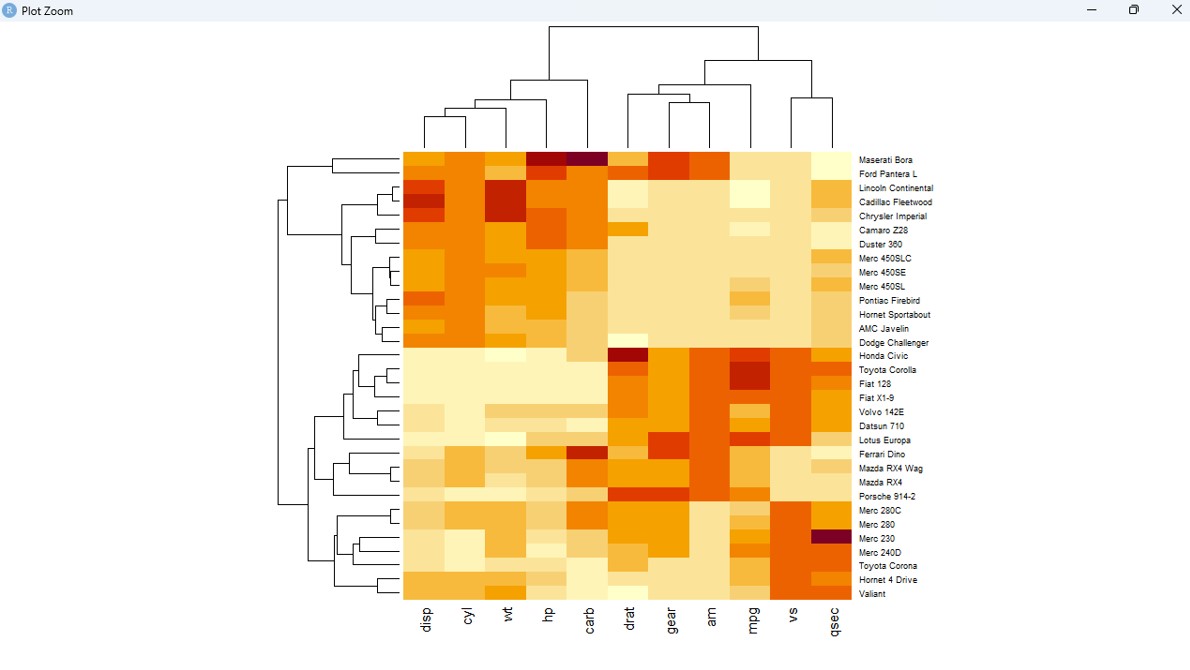 R Plot Zoom
Maserati Bora
Ford Pantera L
Lincoln Continental
Cadillac Fleetwood
Chrysler Imperial
Camaro Z28
Duster 360
Merc 450SLC
Merc 450SE
Merc 450SL
Pontiac Firebird
Hornet Sportabout
AMC Javelin
Dodge Challenger
Honda Civic
Toyota Corolla
Fiat 128
Fiat X1-9
Volvo 142E
Datsun 710
Lotus Europa
Ferrari Dino
Mazda RX4 Wag
Mazda RX4
Porsche 914-2
Merc 280C
Merc 280
Merc 230
Merc 240D
Toyota Corona
Hornet 4 Drive
Valiant
disp cyl wt hp carb drat gear am mpg vs qsec